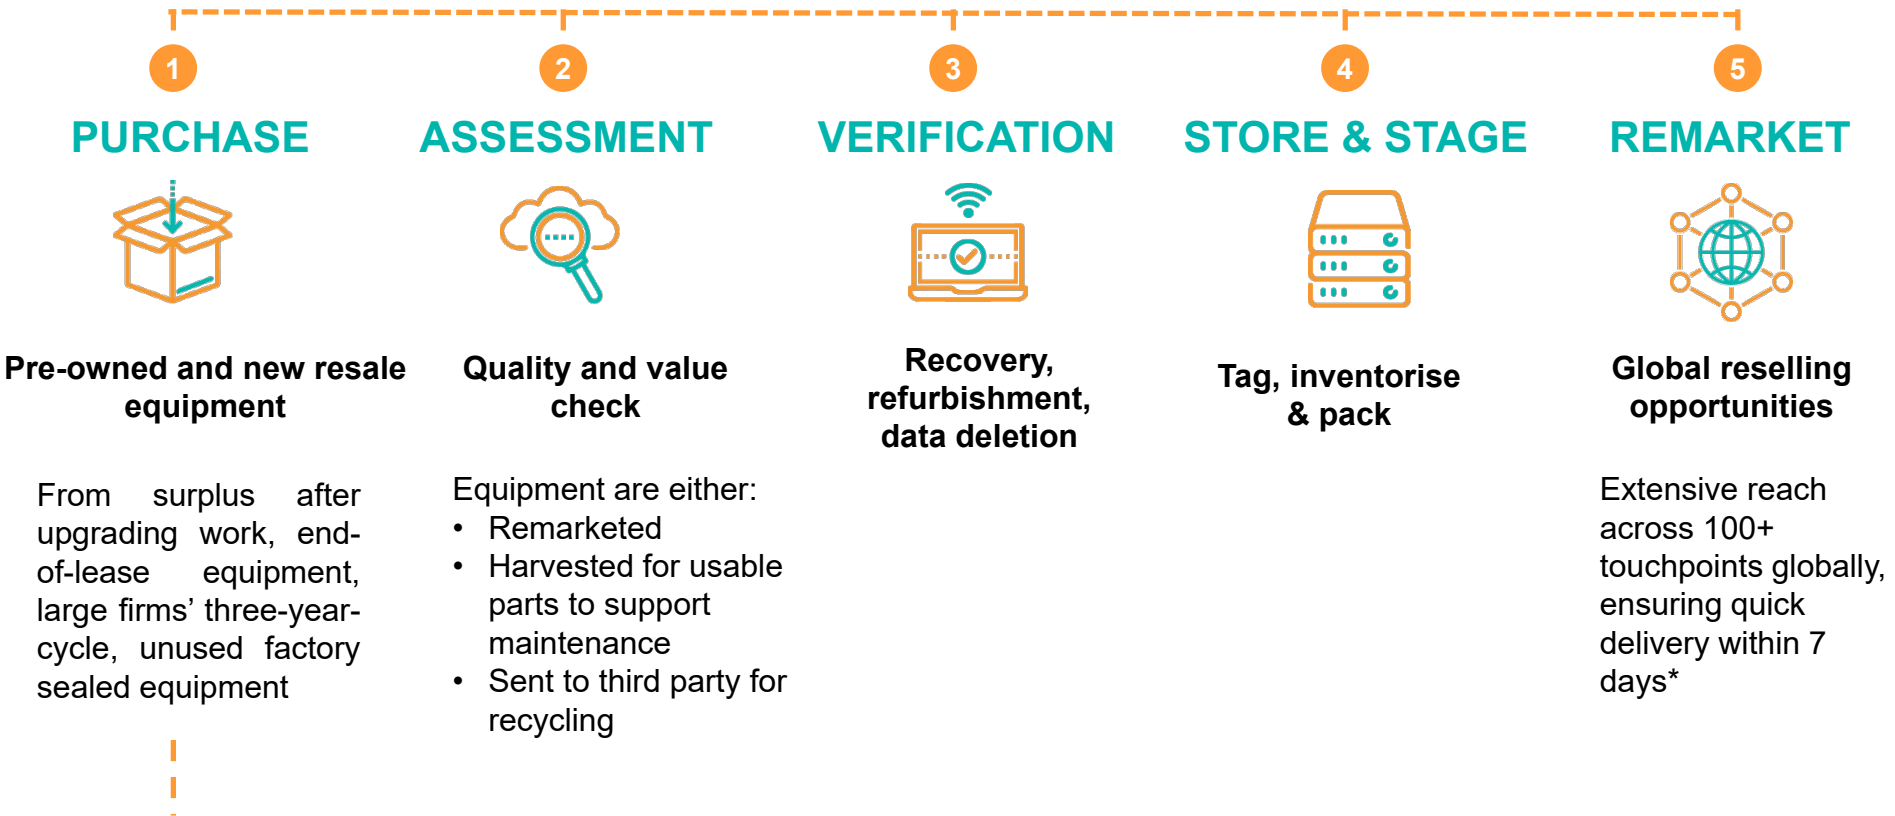 1
PURCHASE
Pre-owned and new resale
equipment
From surplus after
upgrading work, end-
of-lease equipment,
large firms’ three-year-
cycle, unused factory
sealed equipment
2
ASSESSMENT
Quality and value
check
Equipment are either:
• Remarketed
• Harvested for usable
parts to support
maintenance
• Sent to third party for
recycling
3
VERIFICATION
Recovery,
refurbishment,
data deletion
4
STORE & STAGE
Tag, inventorise
& pack
5
REMARKET
Global reselling
opportunities
Extensive reach
across 100+
touchpoints globally,
ensuring quick
delivery within 7
days*